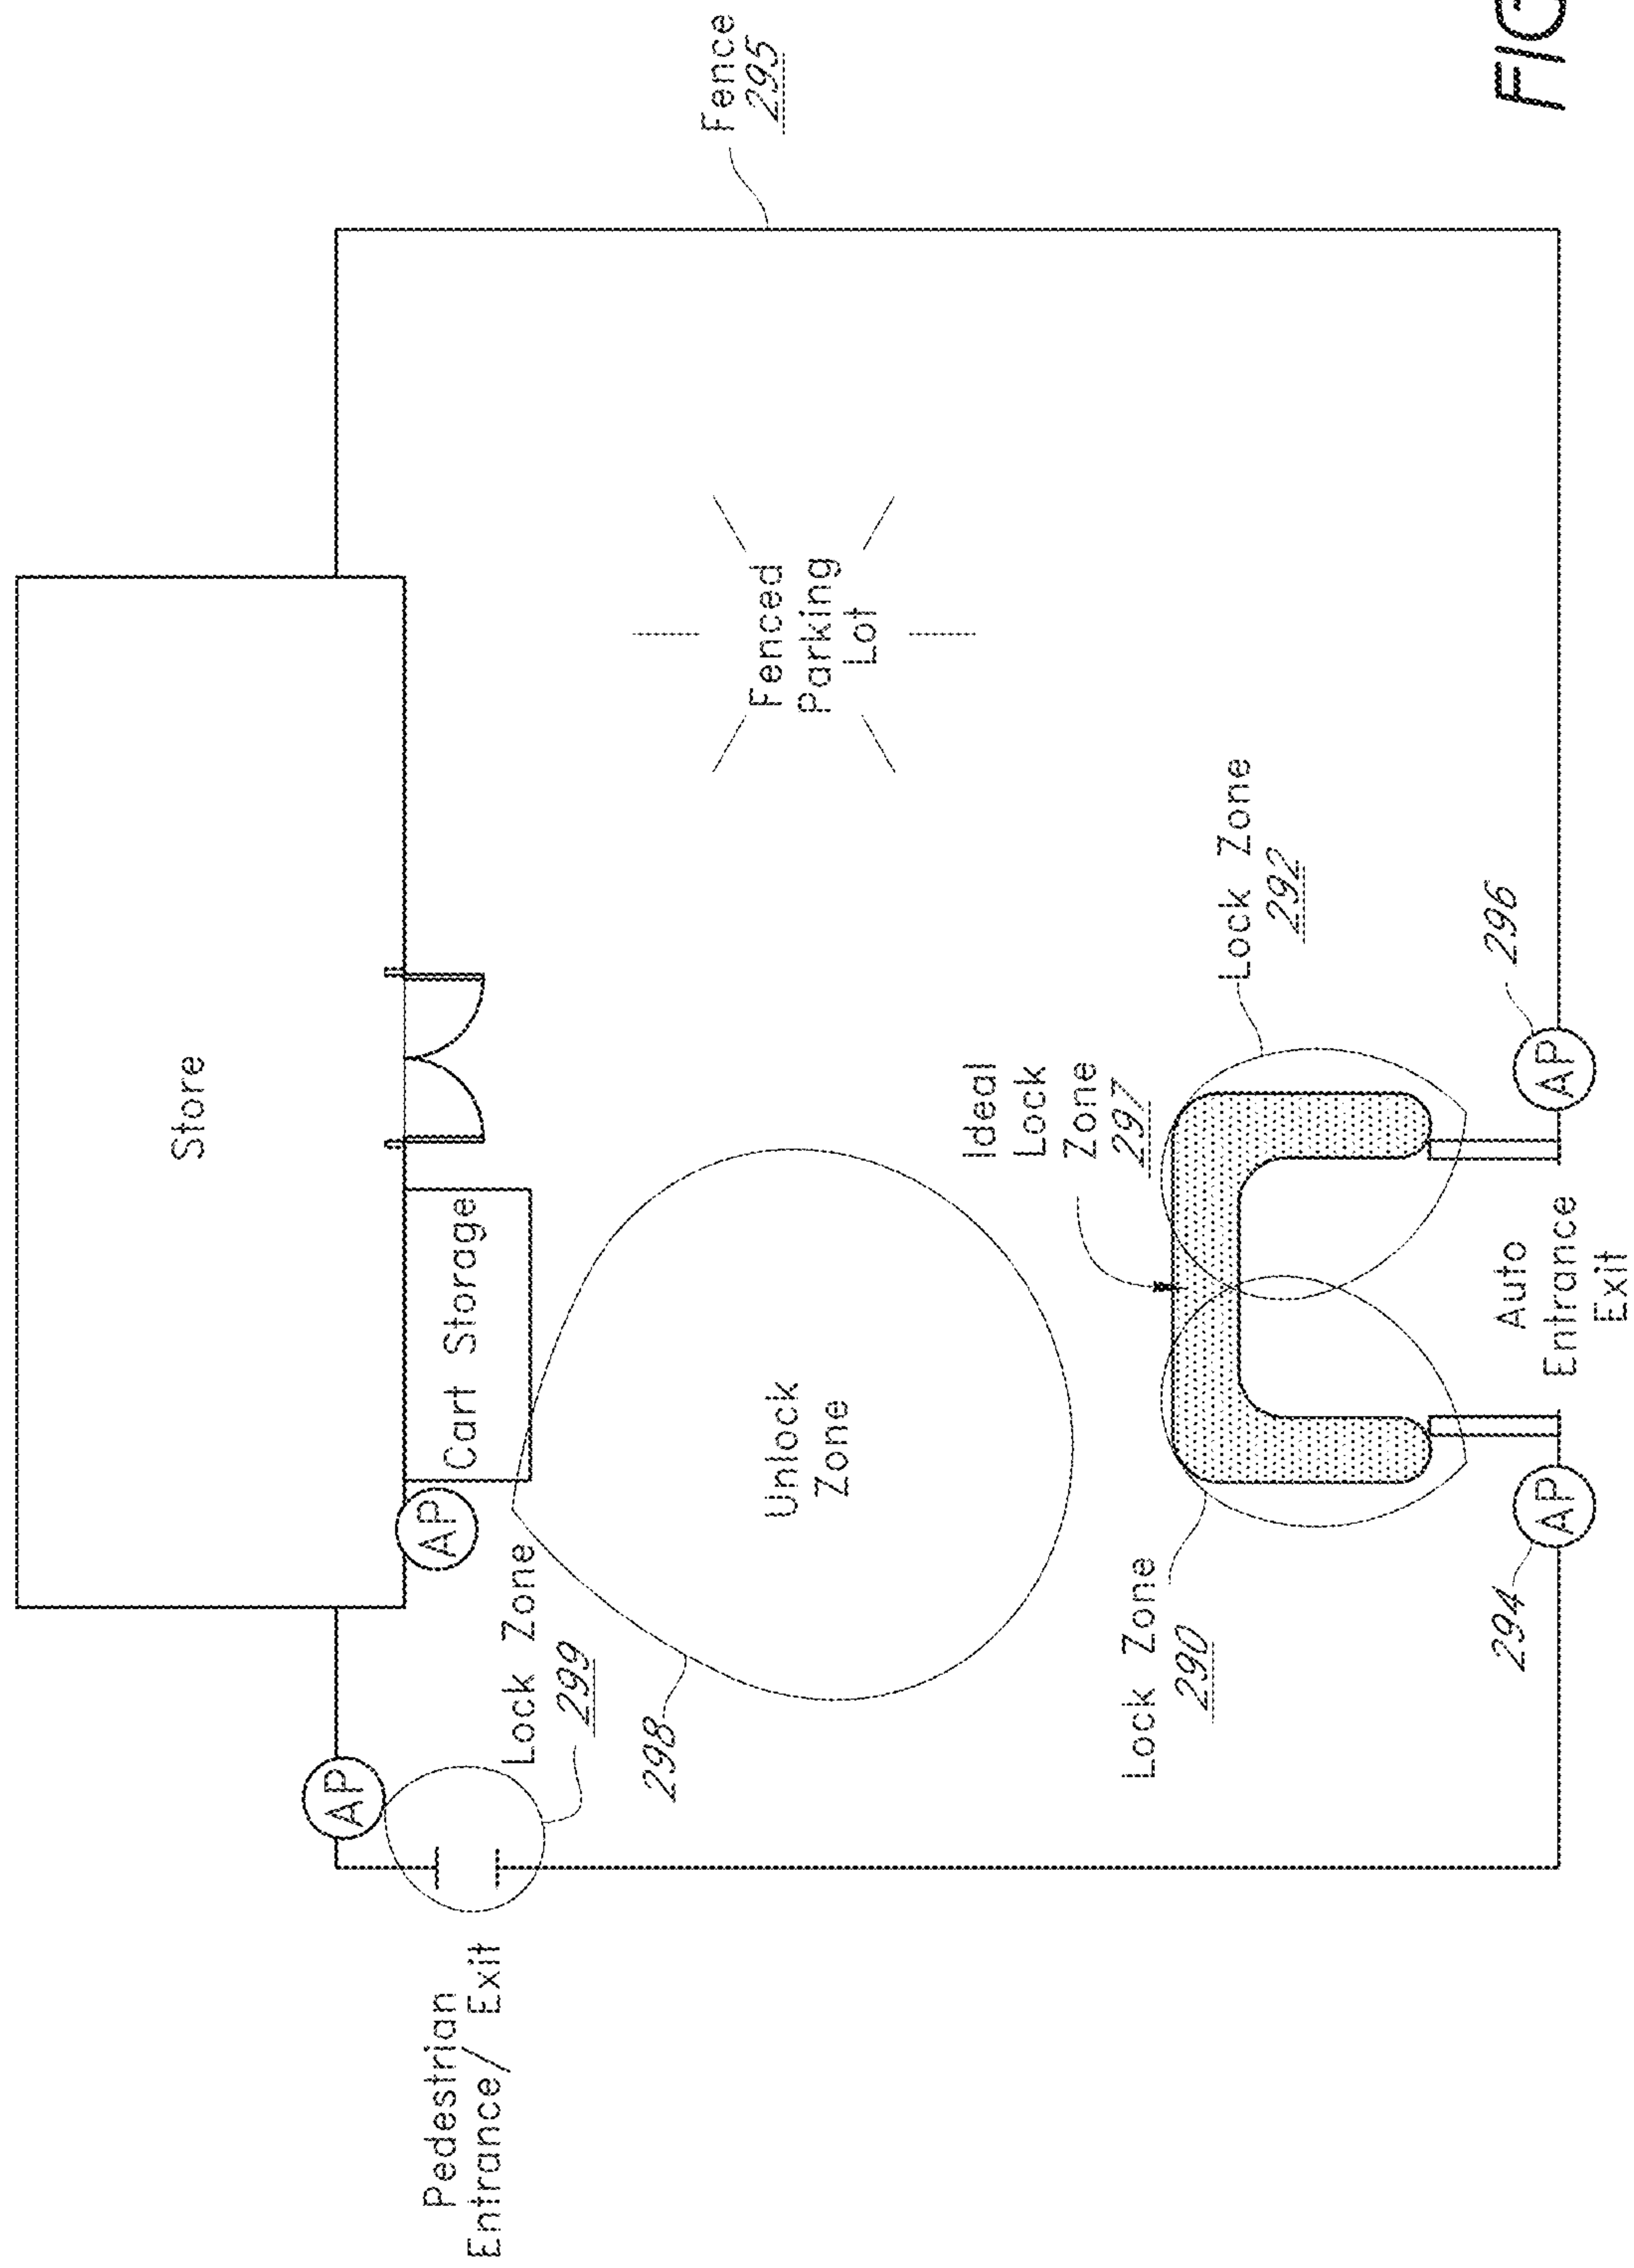 Store
Fence
295
Cart Storage
AP
AP
Lock Zone
299
298
Pedestrian
Entrance/ Exit
Unlock
Zone
Fenced
Parking
Lot
Ideal
Lock
Zone
297
Lock Zone
292
Lock Zone
290
294
AP
AP
296
Auto
Entrance
Exit